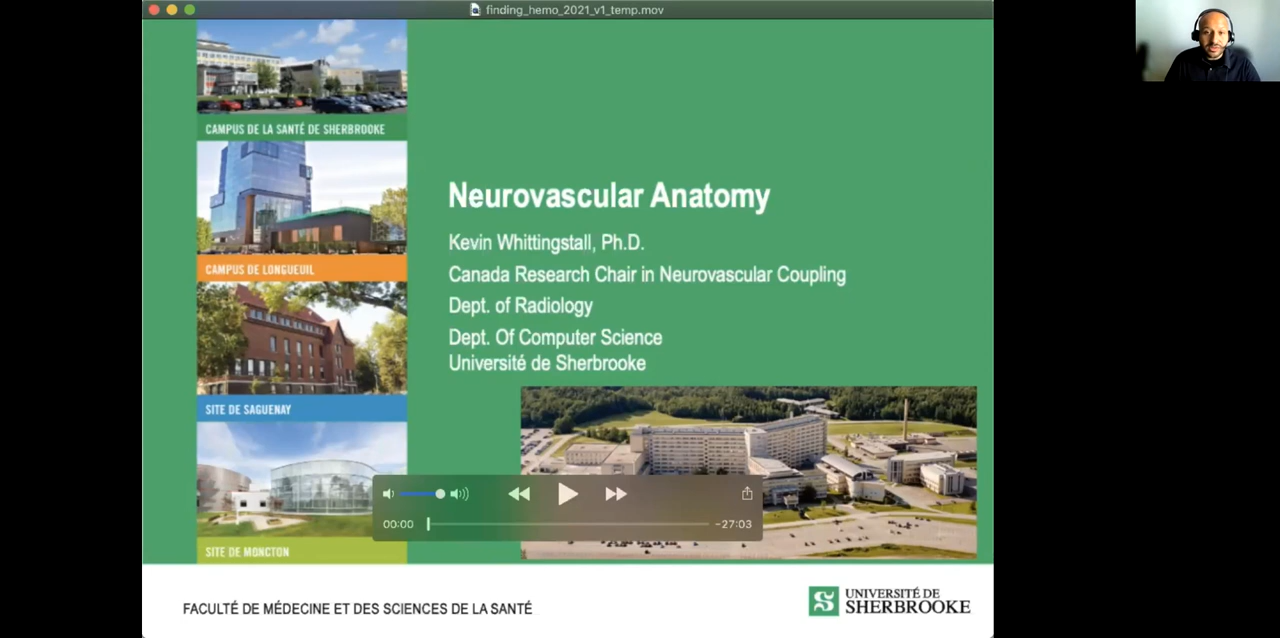 finding_hemo_2021_v1_temp.mov
CAMPUS DE LA SANTÉ DE SHERBROOKE
CAMPUS DE LONGUEUIL
SITE DE SAGUENAY
SITE DE MONCTON
Neurovascular Anatomy
Kevin Whittingstall, Ph.D.
Canada Research Chair in Neurovascular Coupling
Dept. of Radiology
Dept. Of Computer Science
Université de Sherbrooke
00:00
-27:03
FACULTÉ DE MÉDECINE ET DES SCIENCES DE LA SANTÉ
UNIVERSITÉ DE
SHERBROOKE